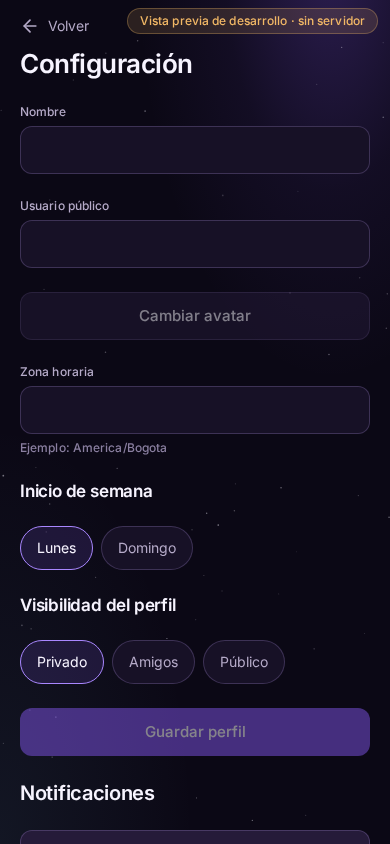 Volver
Vista previa de desarrollo · sin servidor
Configuración
Nombre
Usuario público
Cambiar avatar
Zona horaria
Ejemplo: America/Bogota
Inicio de semana
Lunes
Domingo
Visibilidad del perfil
Privado
Amigos
Público
Guardar perfil
Notificaciones